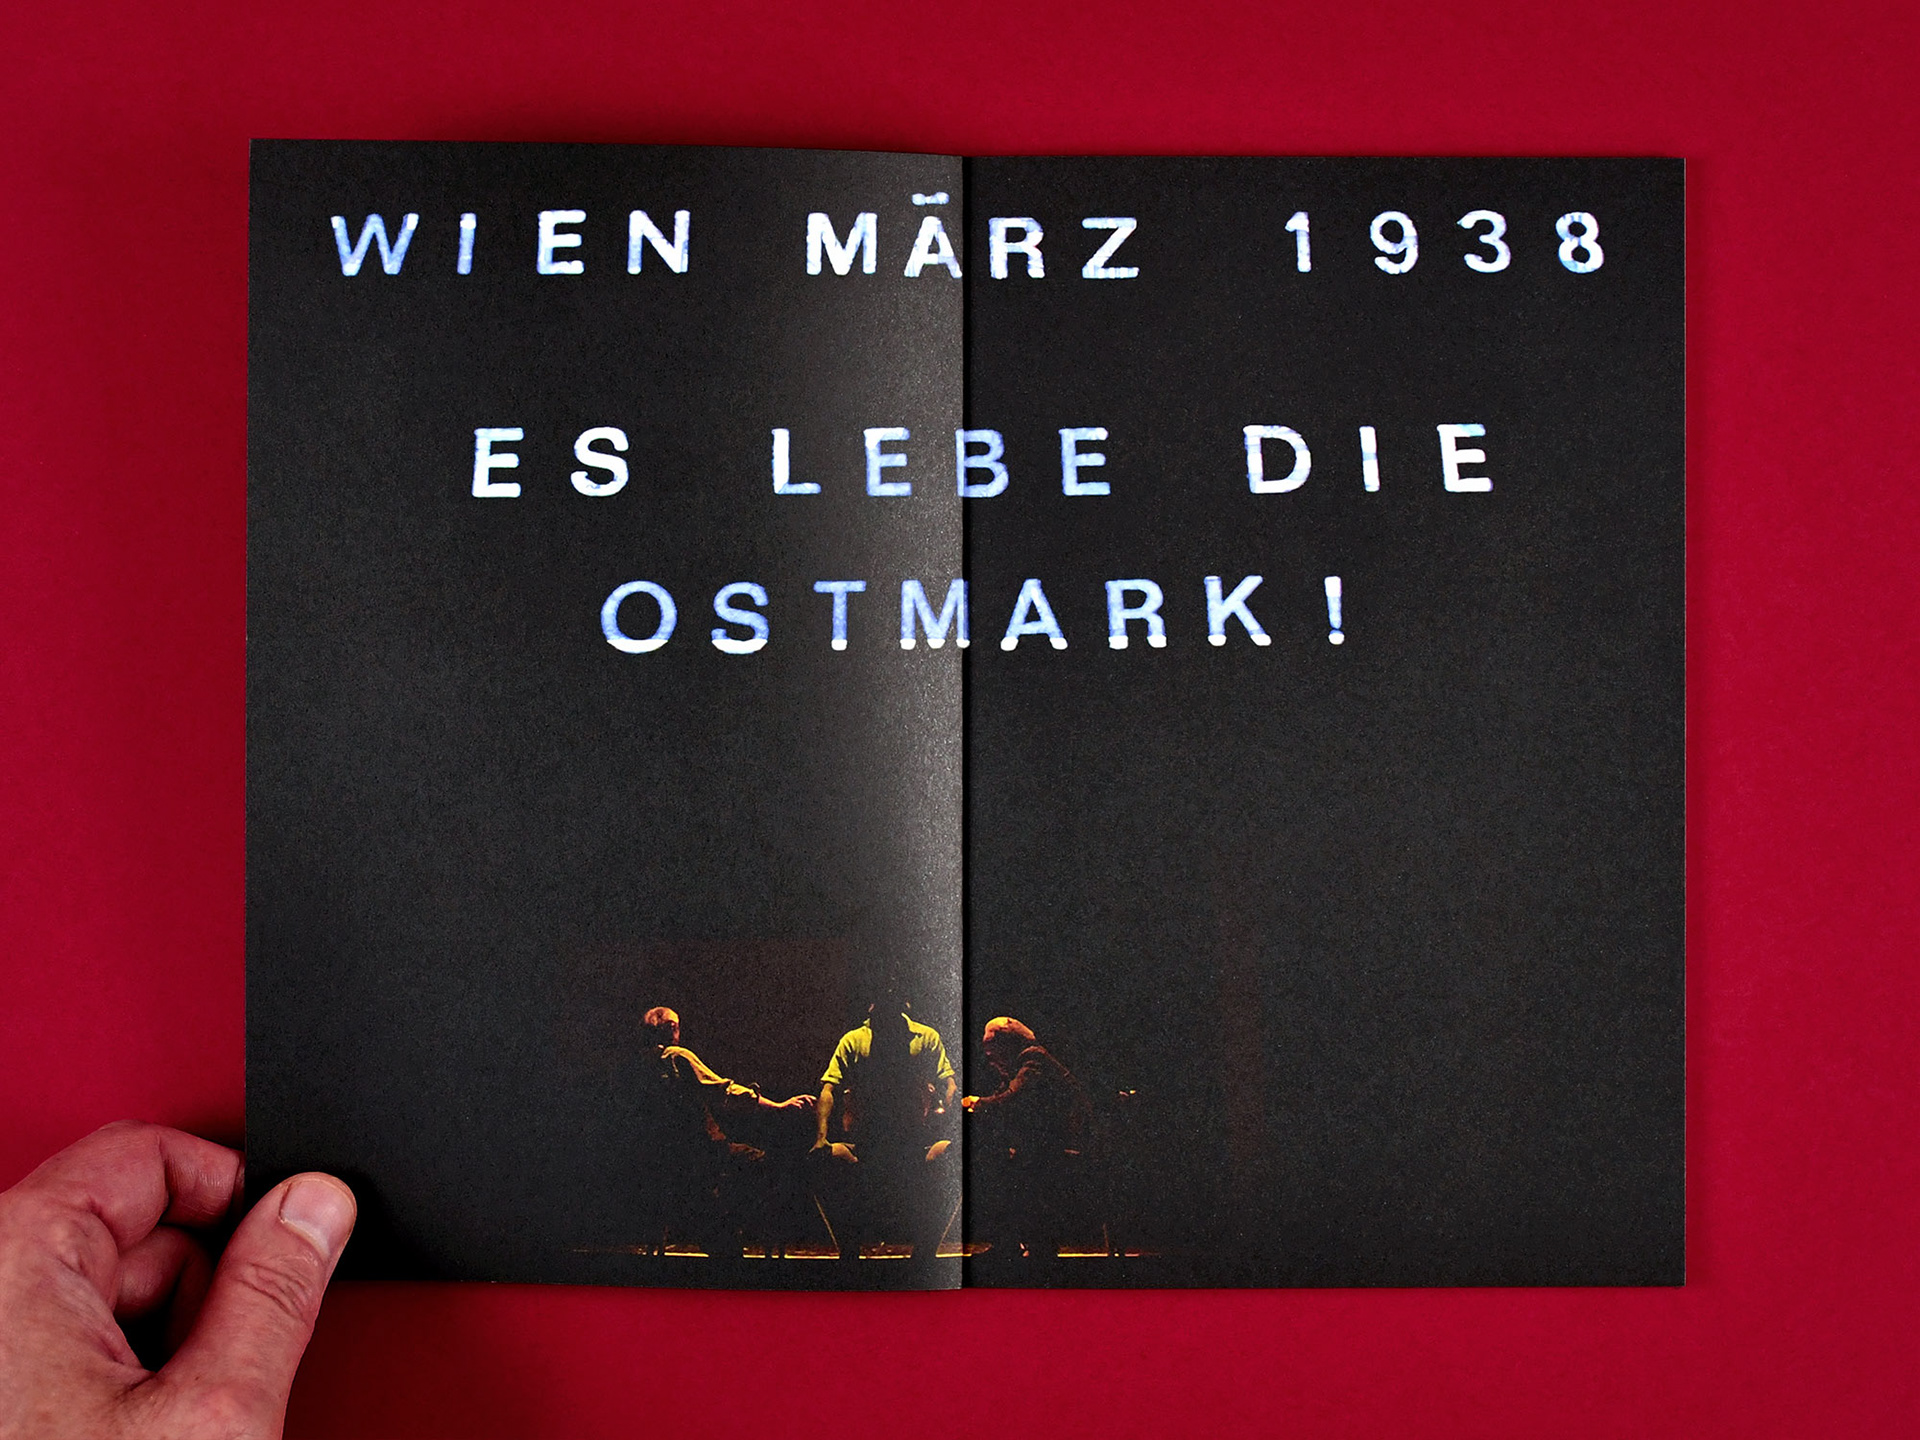 WIEN MÄRZ 1938
ES LEBE DIE
OSTMARK!